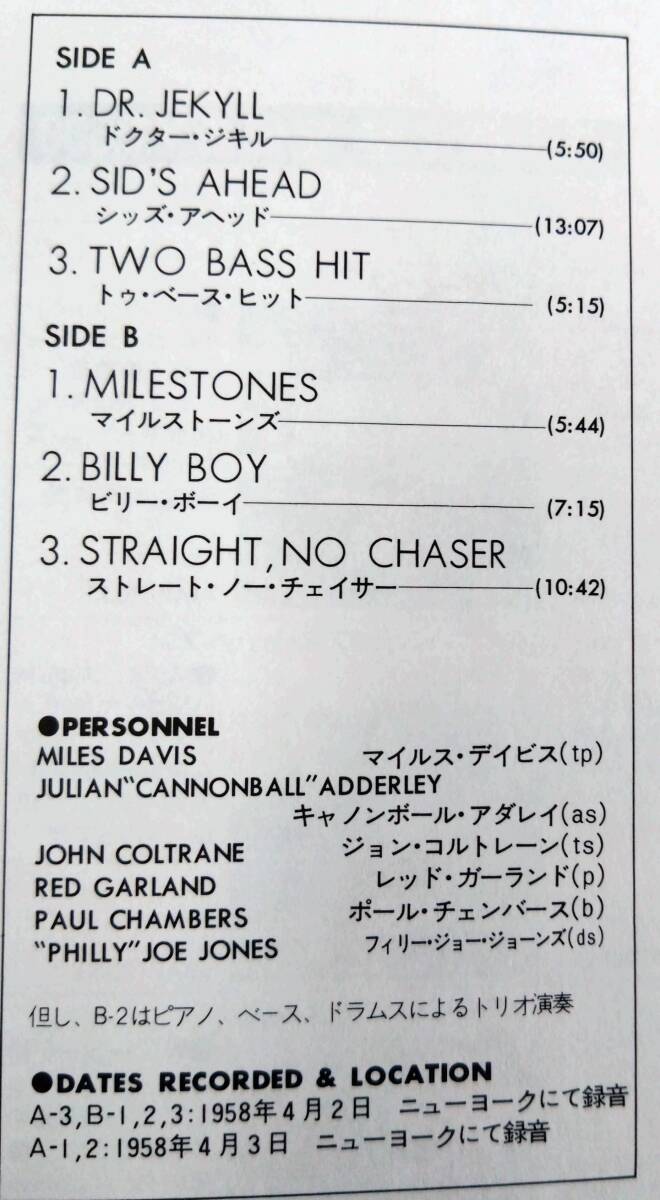 SIDE A
1. DR. JEKYLL
ドクター・ジキル (5:50)
2. SID'S AHEAD
シッズ・アヘッド (13:07)
3. TWO BASS HIT
トゥ・ベース・ヒット (5:15)
SIDE B
1. MILESTONES
マイルストーンズ (5:44)
2. BILLY BOY
ビリー・ボーイ (7:15)
3. STRAIGHT, NO CHASER
ストレート・ノー・チェイサー (10:42)
●PERSONNEL
MILES DAVIS マイルス・デイビス(tp)
JULIAN"CANNONBALL"ADDERLEY
キャノンボール・アダレイ(as)
JOHN COLTRANE ジョン・コルトレーン(ts)
RED GARLAND レッド・ガーランド(p)
PAUL CHAMBERS ポール・チェンバース(b)
"PHILLY"JOE JONES フィリー・ジョー・ジョーンズ(ds)
但し、B-2はピアノ、ベース、ドラムスによるトリオ演奏
●DATES RECORDED & LOCATION
A-3,B-1,2,3:1958年4月2日 ニューヨークにて録音
A-1,2:1958年4月3日 ニューヨークにて録音